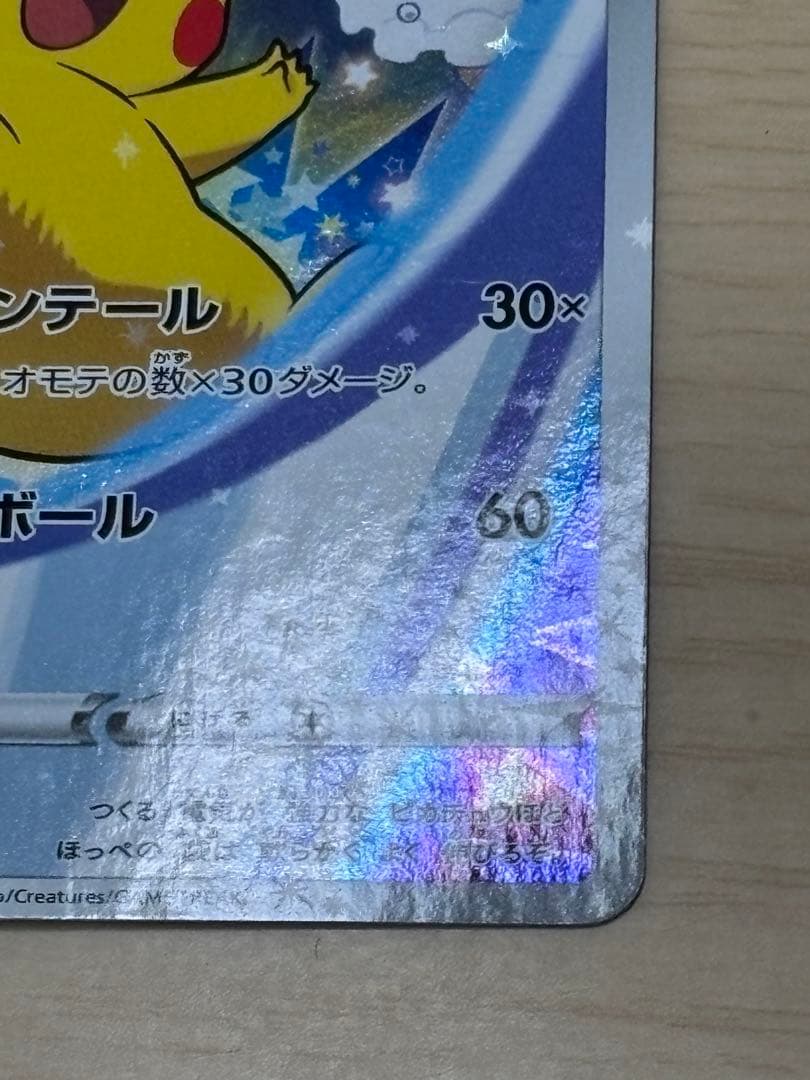 ンテール 30×
オモテの数×30ダメージ。
ボール 60
にげる
つくる 電気が 強力な ピカチュウほど
ほっぺの 袋は 柔らかく よく 伸びるぞ。
/Creatures/GAME FREAK